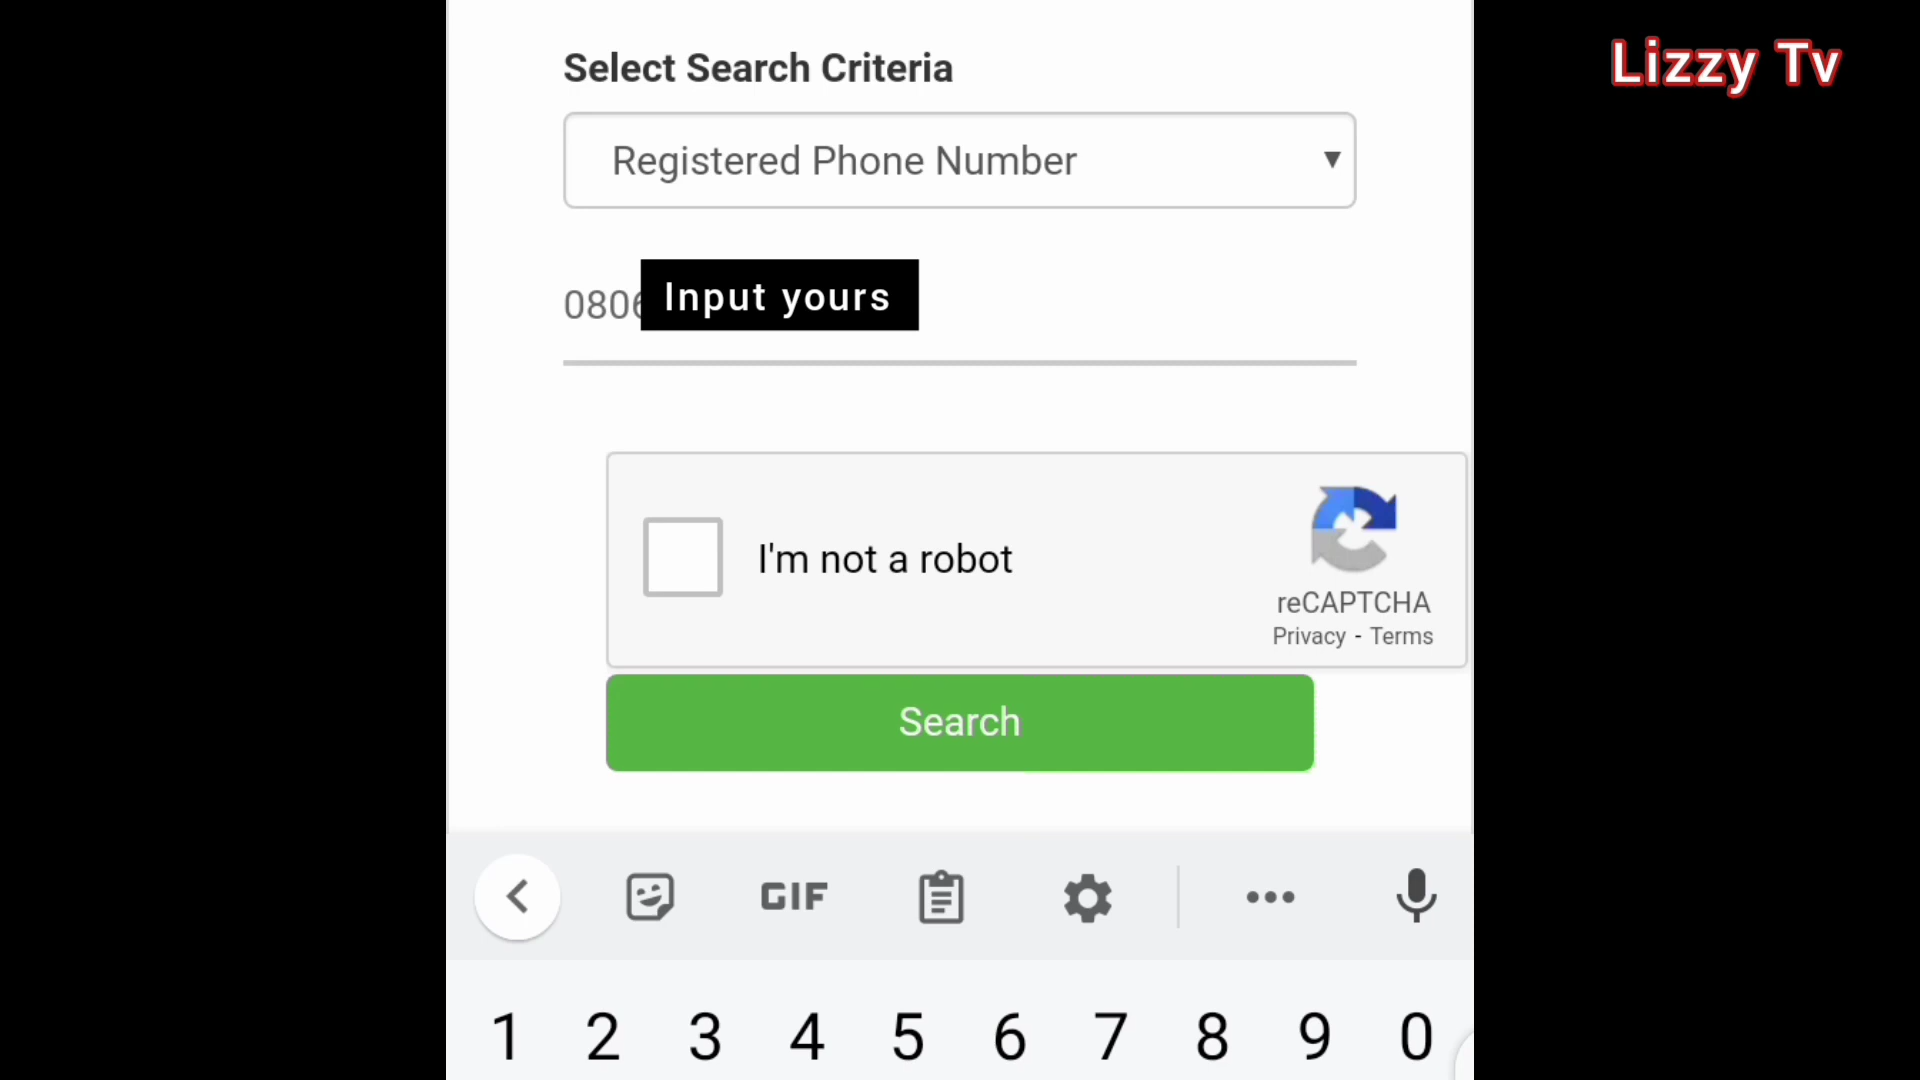 Lizzy Tv
Select Search Criteria
Registered Phone Number
0806
Input yours
I'm not a robot
reCAPTCHA
Privacy - Terms
Search
GIF
1 2 3 4 5 6 7 8 9 0